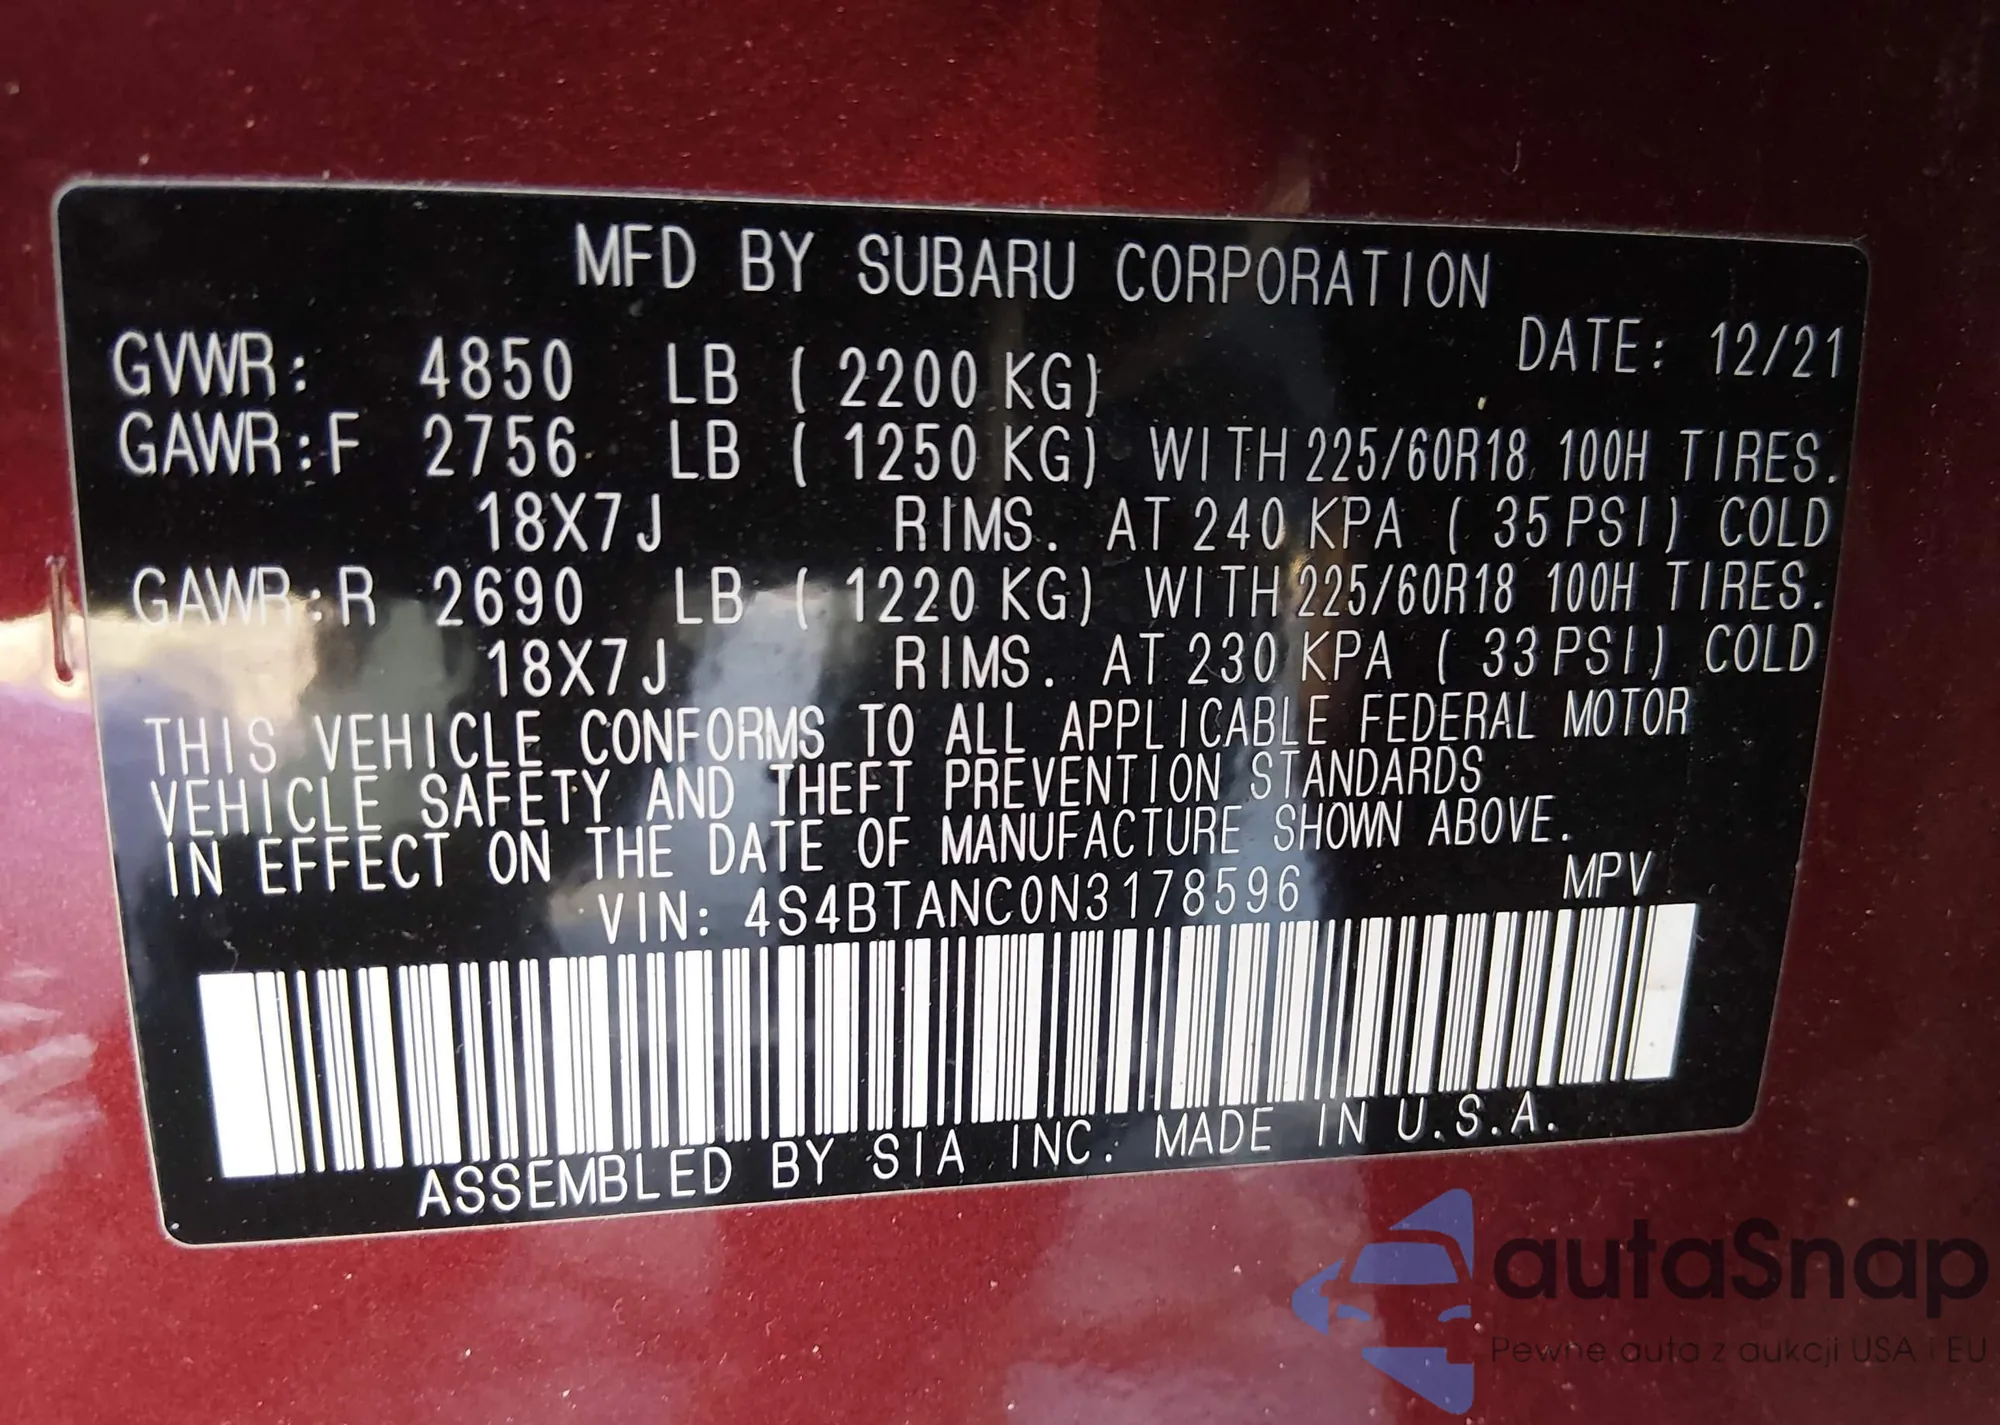 MFD BY SUBARU CORPORATION
DATE: 12/21
GVWR: 4850 LB ( 2200 KG)
GAWR:F 2756 LB ( 1250 KG) WITH 225/60R18 100H TIRES.
18X7J RIMS. AT 240 KPA ( 35 PSI) COLD
GAWR:R 2690 LB ( 1220 KG) WITH 225/60R18 100H TIRES.
18X7J RIMS. AT 230 KPA ( 33 PSI) COLD
THIS VEHICLE CONFORMS TO ALL APPLICABLE FEDERAL MOTOR
VEHICLE SAFETY AND THEFT PREVENTION STANDARDS
IN EFFECT ON THE DATE OF MANUFACTURE SHOWN ABOVE.
VIN: 4S4BTANC0N3178596 MPV
ASSEMBLED BY SIA INC. MADE IN U.S.A.
autaSnap
Pewne auta z aukcji USA i EU